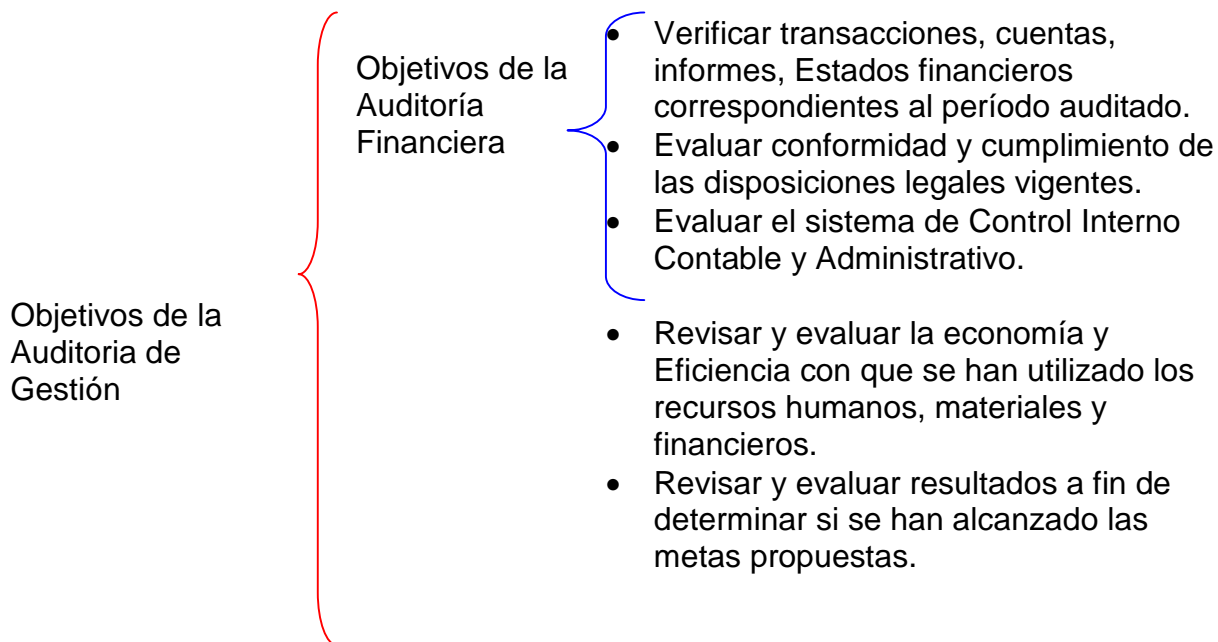 Objetivos de la
Auditoria de
Gestión
Objetivos de la
Auditoría
Financiera
• Verificar transacciones, cuentas,
informes, Estados financieros
correspondientes al período auditado.
• Evaluar conformidad y cumplimiento de
las disposiciones legales vigentes.
• Evaluar el sistema de Control Interno
Contable y Administrativo.
• Revisar y evaluar la economía y
Eficiencia con que se han utilizado los
recursos humanos, materiales y
financieros.
• Revisar y evaluar resultados a fin de
determinar si se han alcanzado las
metas propuestas.